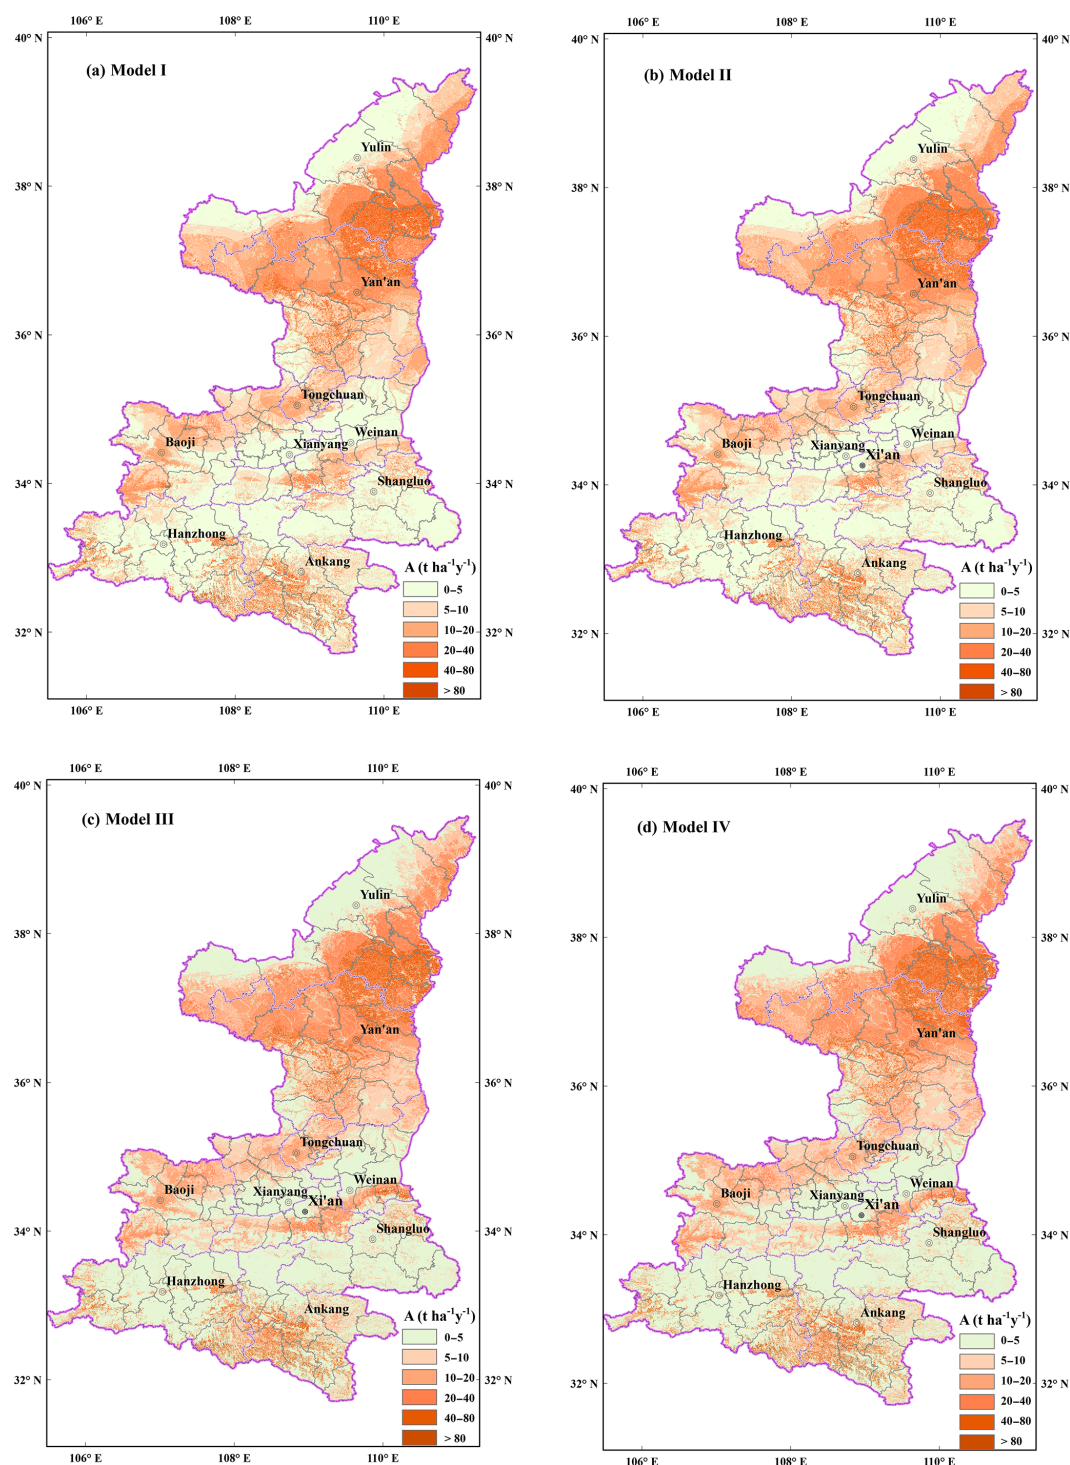 106° E 108° E 110° E
40° N 40° N
(a) Model I
Yulin
38° N 38° N
Yan'an
36° N 36° N
Tongchuan
Weinan
Baoji Xianyang
34° N Shangluo 34° N
Hanzhong
Ankang
A (t ha⁻¹y⁻¹)
0–5
5–10
10–20
32° N 32° N
20–40
40–80
> 80
106° E 108° E 110° E
106° E 108° E 110° E
40° N 40° N
(b) Model II
Yulin
38° N 38° N
Yan'an
36° N 36° N
Tongchuan
Weinan
Baoji Xianyang
Xi'an
34° N Shangluo 34° N
Hanzhong
Ankang
A (t ha⁻¹y⁻¹)
0–5
5–10
10–20
32° N 32° N
20–40
40–80
> 80
106° E 108° E 110° E
106° E 108° E 110° E
40° N 40° N
(c) Model III
Yulin
38° N 38° N
Yan'an
36° N 36° N
Tongchuan
Weinan
Baoji Xianyang
Xi'an
34° N Shangluo 34° N
Hanzhong
Ankang
A (t ha⁻¹y⁻¹)
0–5
5–10
10–20
32° N 32° N
20–40
40–80
> 80
106° E 108° E 110° E
106° E 108° E 110° E
40° N 40° N
(d) Model IV
Yulin
38° N 38° N
Yan'an
36° N 36° N
Tongchuan
Weinan
Baoji Xianyang
Xi'an
34° N Shangluo 34° N
Hanzhong
Ankang
A (t ha⁻¹y⁻¹)
0–5
5–10
10–20
32° N 32° N
20–40
40–80
> 80
106° E 108° E 110° E